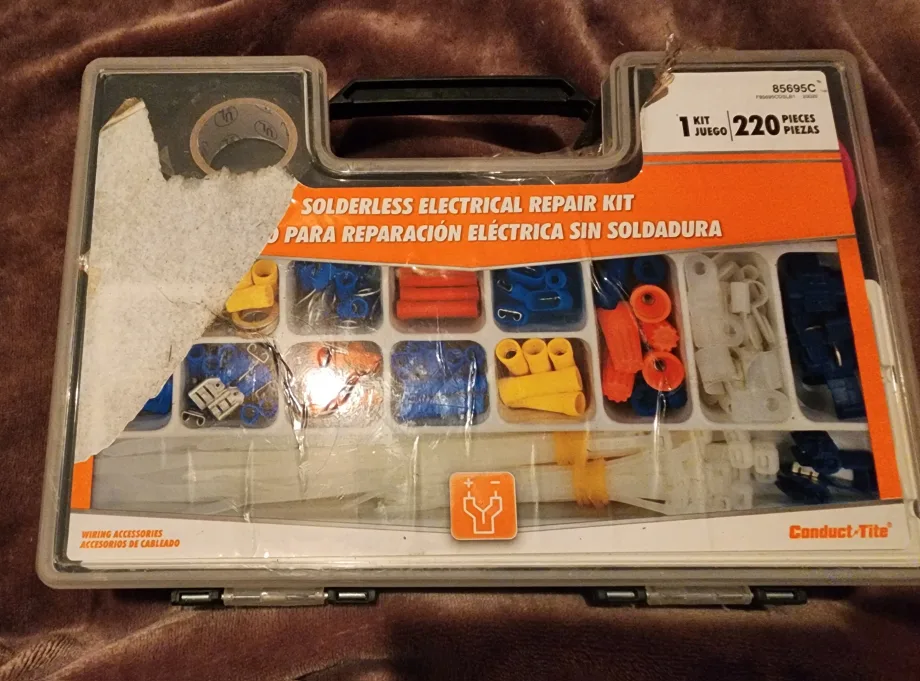 85695C
1 KIT JUEGO | 220 PIECES PIEZAS
SOLDERLESS ELECTRICAL REPAIR KIT
PARA REPARACIÓN ELÉCTRICA SIN SOLDADURA
+ -
WIRING ACCESSORIES
ACCESORIOS DE CABLEADO
Conduct-Tite®